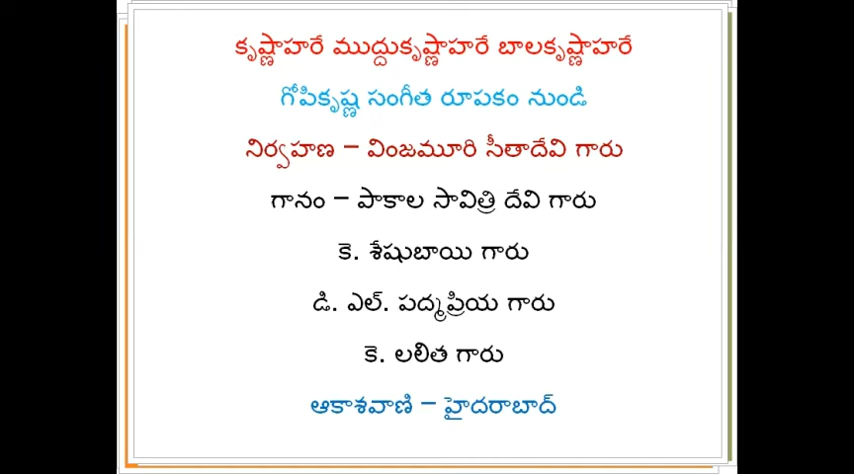 కృష్ణాహరే ముద్దుకృష్ణాహరే బాలకృష్ణాహరే
గోపికృష్ణ సంగీత రూపకం నుండి
నిర్వహణ – వింజమూరి సీతాదేవి గారు
గానం – పాకాల సావిత్రి దేవి గారు
కె. శేషుబాయి గారు
డి. ఎల్. పద్మప్రియ గారు
కె. లలిత గారు
ఆకాశవాణి – హైదరాబాద్